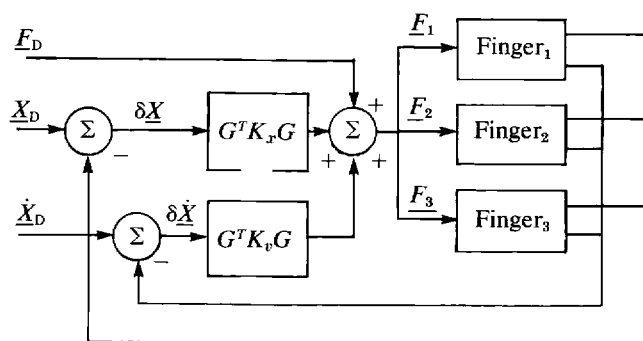 F_D
F_1
Finger_1
X_D
Σ
−
δX
G^T K_x G
+
Σ
+
+
F_2
Finger_2
Ẋ_D
Σ
−
δẊ
G^T K_v G
F_3
Finger_3